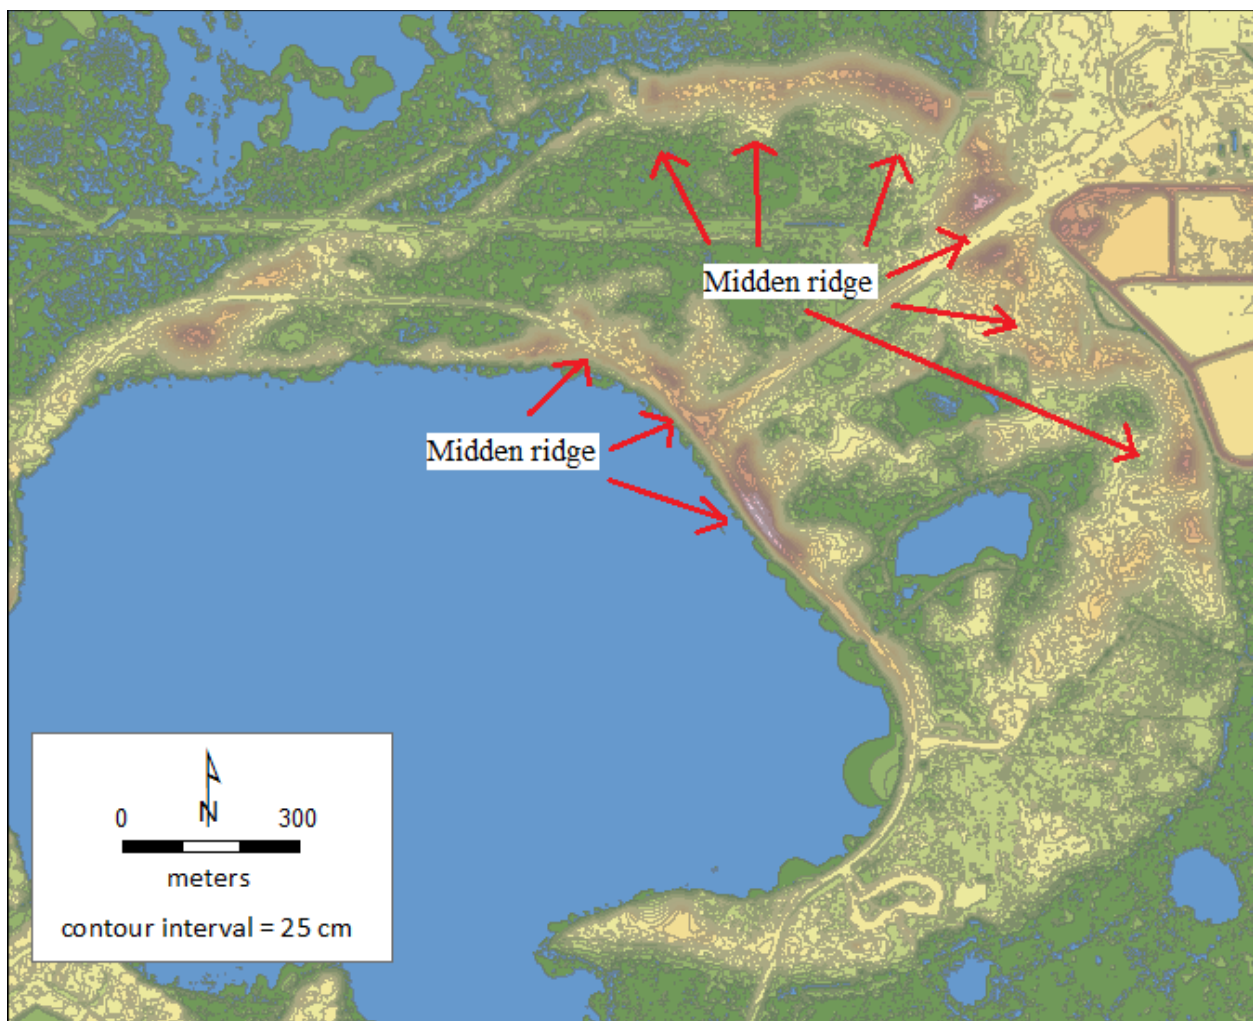 Midden ridge
Midden ridge
N
0 300
meters
contour interval = 25 cm